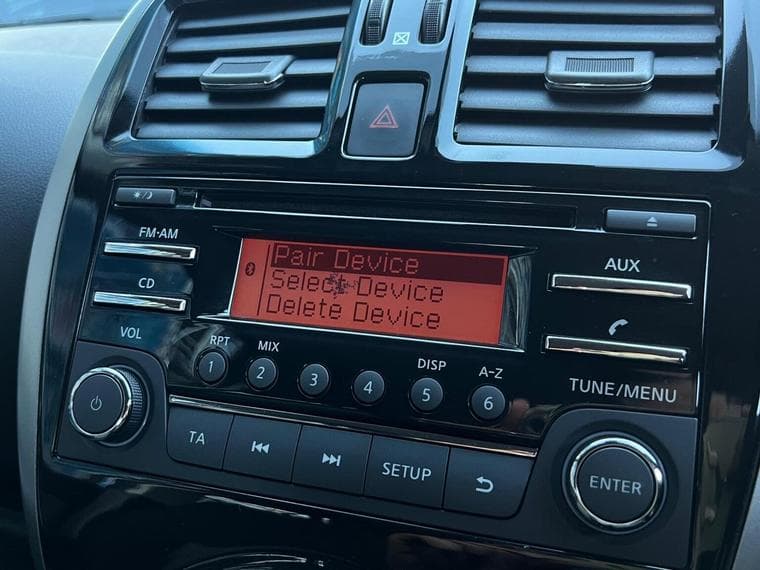 FM·AM
CD
VOL
Pair Device
Select Device
Delete Device
AUX
TUNE/MENU
RPT
MIX
DISP
A-Z
1
2
3
4
5
6
TA
SETUP
ENTER